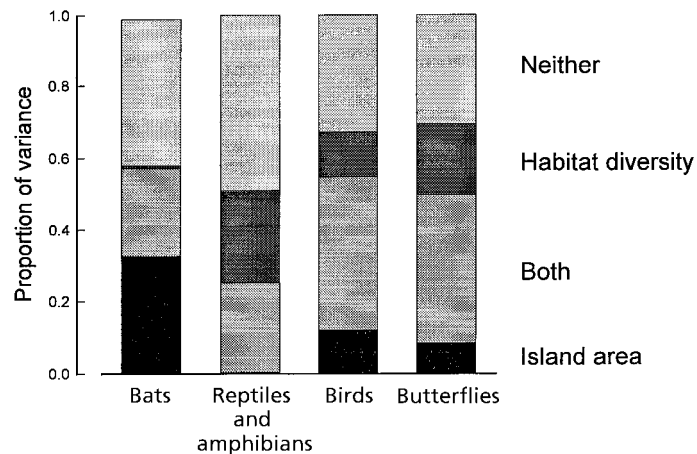 Proportion of variance
1.0
0.8
0.6
0.4
0.2
0.0
Neither
Habitat diversity
Both
Island area
Bats
Reptiles
and
amphibians
Birds
Butterflies